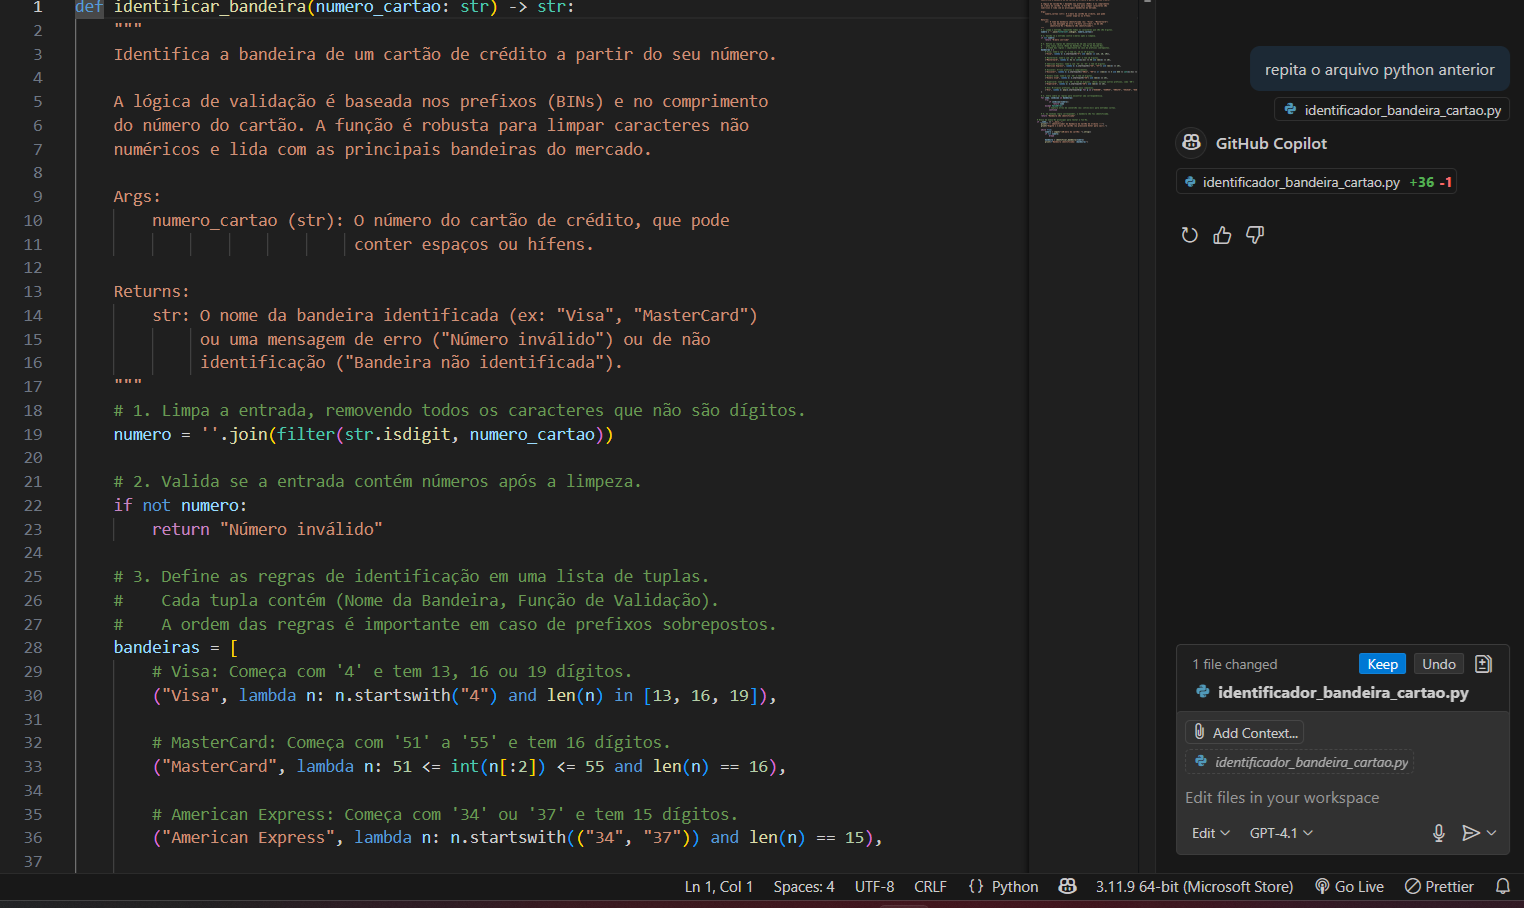 1 def identificar_bandeira(numero_cartao: str) -> str:
2 """
3 Identifica a bandeira de um cartão de crédito a partir do seu número.
4
5 A lógica de validação é baseada nos prefixos (BINs) e no comprimento
6 do número do cartão. A função é robusta para limpar caracteres não
7 numéricos e lida com as principais bandeiras do mercado.
8
9 Args:
10 numero_cartao (str): O número do cartão de crédito, que pode
11 conter espaços ou hífens.
12
13 Returns:
14 str: O nome da bandeira identificada (ex: "Visa", "MasterCard")
15 ou uma mensagem de erro ("Número inválido") ou de não
16 identificação ("Bandeira não identificada").
17 """
18 # 1. Limpa a entrada, removendo todos os caracteres que não são dígitos.
19 numero = ''.join(filter(str.isdigit, numero_cartao))
20
21 # 2. Valida se a entrada contém números após a limpeza.
22 if not numero:
23 return "Número inválido"
24
25 # 3. Define as regras de identificação em uma lista de tuplas.
26 # Cada tupla contém (Nome da Bandeira, Função de Validação).
27 # A ordem das regras é importante em caso de prefixos sobrepostos.
28 bandeiras = [
29 # Visa: Começa com '4' e tem 13, 16 ou 19 dígitos.
30 ("Visa", lambda n: n.startswith("4") and len(n) in [13, 16, 19]),
31
32 # MasterCard: Começa com '51' a '55' e tem 16 dígitos.
33 ("MasterCard", lambda n: 51 <= int(n[:2]) <= 55 and len(n) == 16),
34
35 # American Express: Começa com '34' ou '37' e tem 15 dígitos.
36 ("American Express", lambda n: n.startswith(("34", "37")) and len(n) == 15),
37
repita o arquivo python anterior
identificador_bandeira_cartao.py
GitHub Copilot
identificador_bandeira_cartao.py +36 -1
1 file changed Keep Undo
identificador_bandeira_cartao.py
Add Context...
identificador_bandeira_cartao.py
Edit files in your workspace
Edit GPT-4.1
Ln 1, Col 1 Spaces: 4 UTF-8 CRLF {} Python 3.11.9 64-bit (Microsoft Store) Go Live Prettier